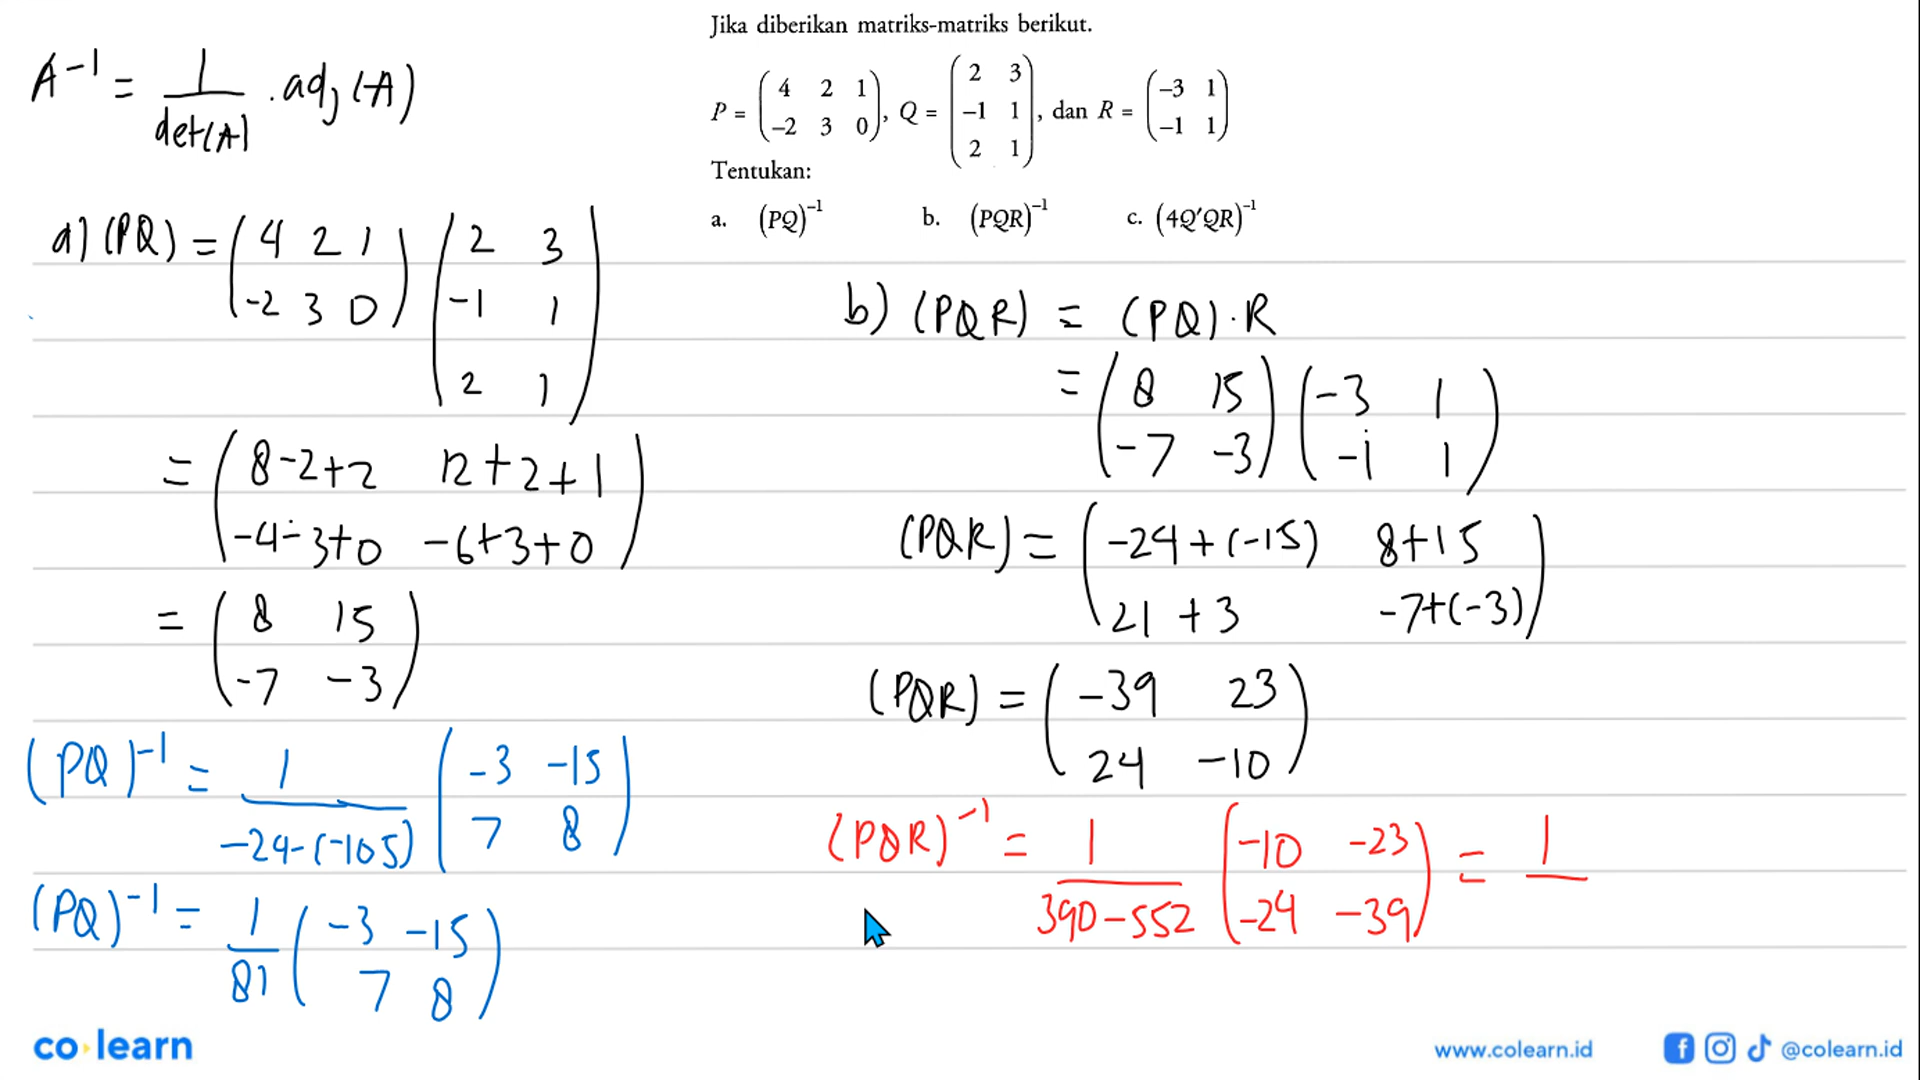 Jika diberikan matriks-matriks berikut.
P = (4 2 1
-2 3 0), Q = (2 3
-1 1
2 1), dan R = (-3 1
-1 1)
Tentukan:
a. (PQ)⁻¹ b. (PQR)⁻¹ c. (4Q′QR)⁻¹
A⁻¹ = 1/det(A) . adj(A)
a) (PQ) = (4 2 1
-2 3 0) (2 3
-1 1
2 1)
= (8-2+2 12+2+1
-4-3+0 -6+3+0)
= (8 15
-7 -3)
(PQ)⁻¹ = 1/-24-(-105) (-3 -15
7 8)
(PQ)⁻¹ = 1/81 (-3 -15
7 8)
b) (PQR) = (PQ).R
= (8 15
-7 -3) (-3 1
-1 1)
(PQR) = (-24+(-15) 8+15
21+3 -7+(-3))
(PQR) = (-39 23
24 -10)
(PQR)⁻¹ = 1/390-552 (-10 -23
-24 -39) = 1
co learn
www.colearn.id @colearn.id